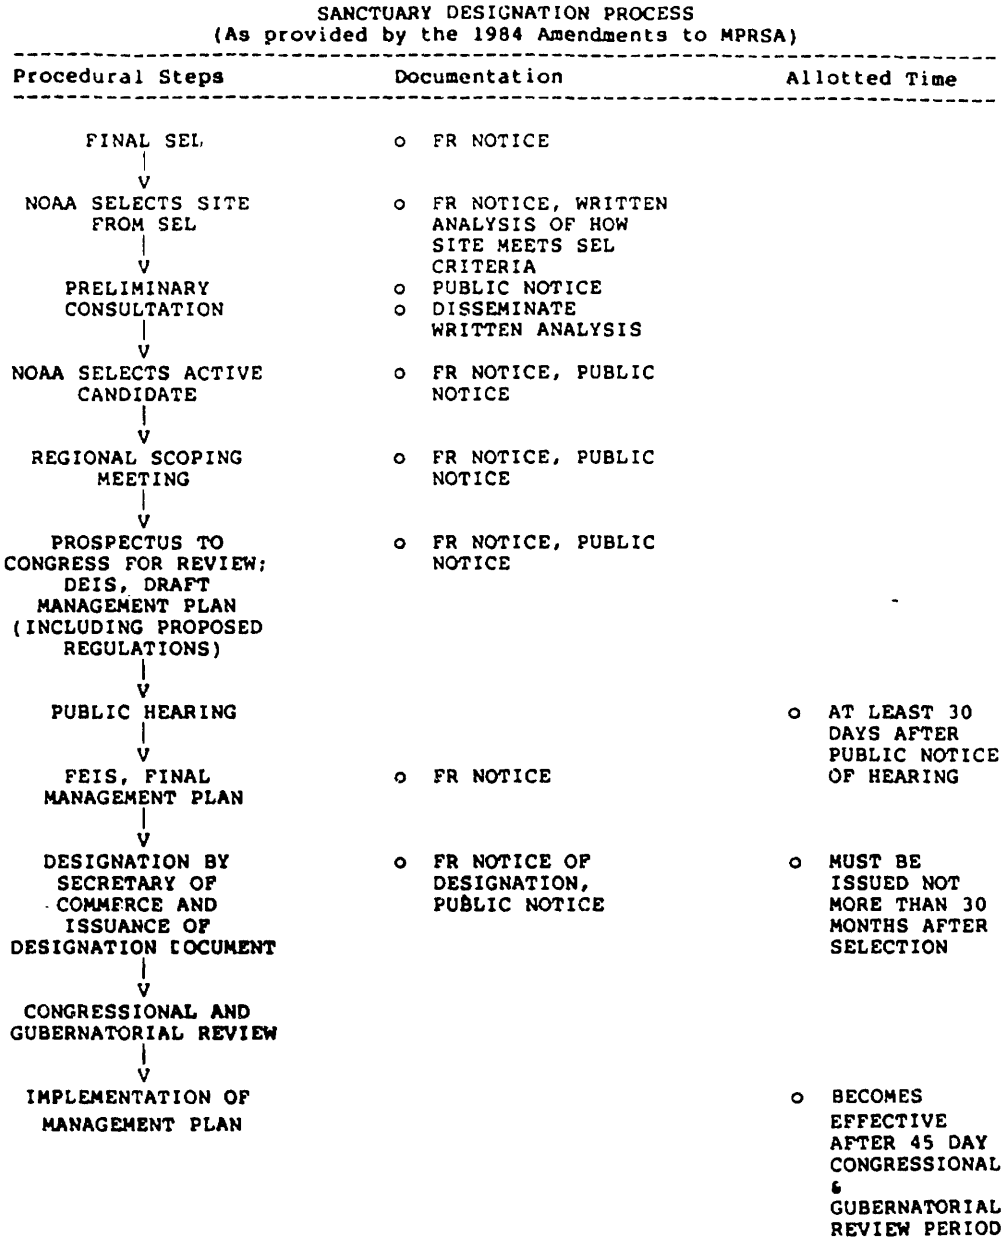 SANCTUARY DESIGNATION PROCESS
(As provided by the 1984 Amendments to MPRSA)
Procedural Steps Documentation Allotted Time
FINAL SEL o FR NOTICE
V
NOAA SELECTS SITE o FR NOTICE, WRITTEN
FROM SEL ANALYSIS OF HOW
SITE MEETS SEL
V CRITERIA
PRELIMINARY o PUBLIC NOTICE
CONSULTATION o DISSEMINATE
WRITTEN ANALYSIS
V
NOAA SELECTS ACTIVE o FR NOTICE, PUBLIC
CANDIDATE NOTICE
V
REGIONAL SCOPING o FR NOTICE, PUBLIC
MEETING NOTICE
V
PROSPECTUS TO o FR NOTICE, PUBLIC
CONGRESS FOR REVIEW; NOTICE
DEIS, DRAFT
MANAGEMENT PLAN
(INCLUDING PROPOSED
REGULATIONS)
V
PUBLIC HEARING o AT LEAST 30
DAYS AFTER
V PUBLIC NOTICE
FEIS, FINAL o FR NOTICE OF HEARING
MANAGEMENT PLAN
V
DESIGNATION BY o FR NOTICE OF o MUST BE
SECRETARY OF DESIGNATION, ISSUED NOT
COMMERCE AND PUBLIC NOTICE MORE THAN 30
ISSUANCE OF MONTHS AFTER
DESIGNATION DOCUMENT SELECTION
V
CONGRESSIONAL AND
GUBERNATORIAL REVIEW
V
IMPLEMENTATION OF o BECOMES
MANAGEMENT PLAN EFFECTIVE
AFTER 45 DAY
CONGRESSIONAL
&
GUBERNATORIAL
REVIEW PERIOD